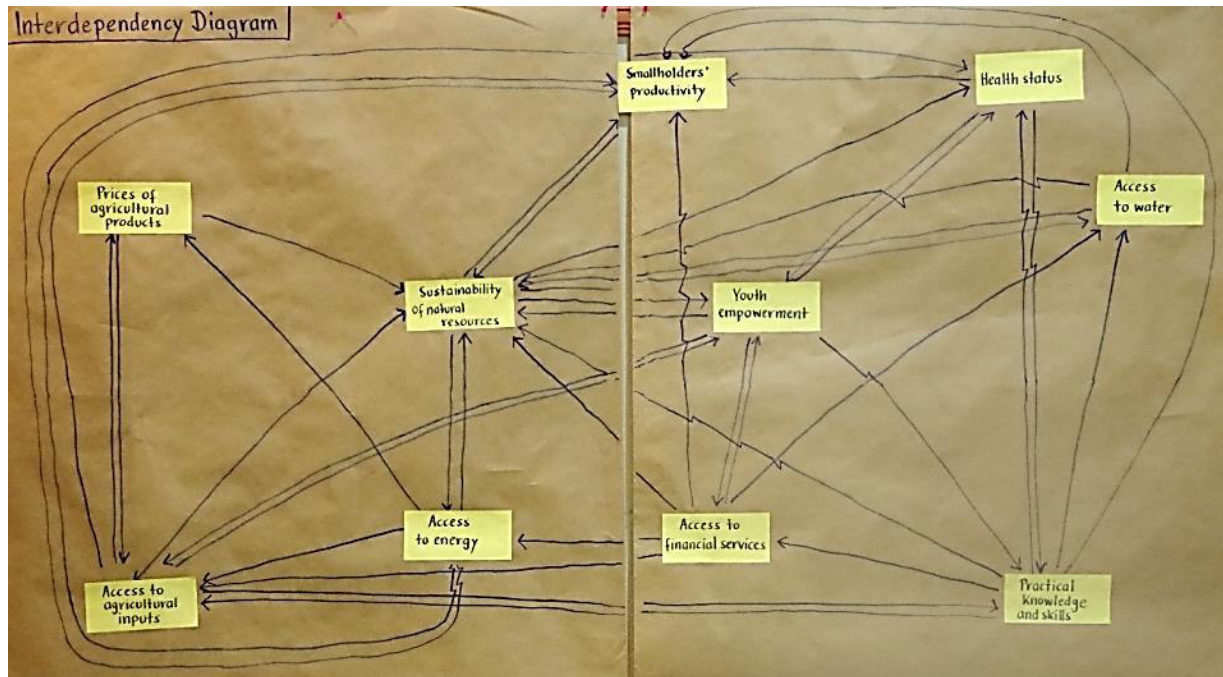 Interdependency Diagram
Smallholders'
productivity
Health status
Prices of
agricultural
products
Access
to water
Sustainability
of natural
resources
Youth
empowerment
Access
to energy
Access to
financial services
Access to
agricultural
inputs
Practical
Knowledge
and skills